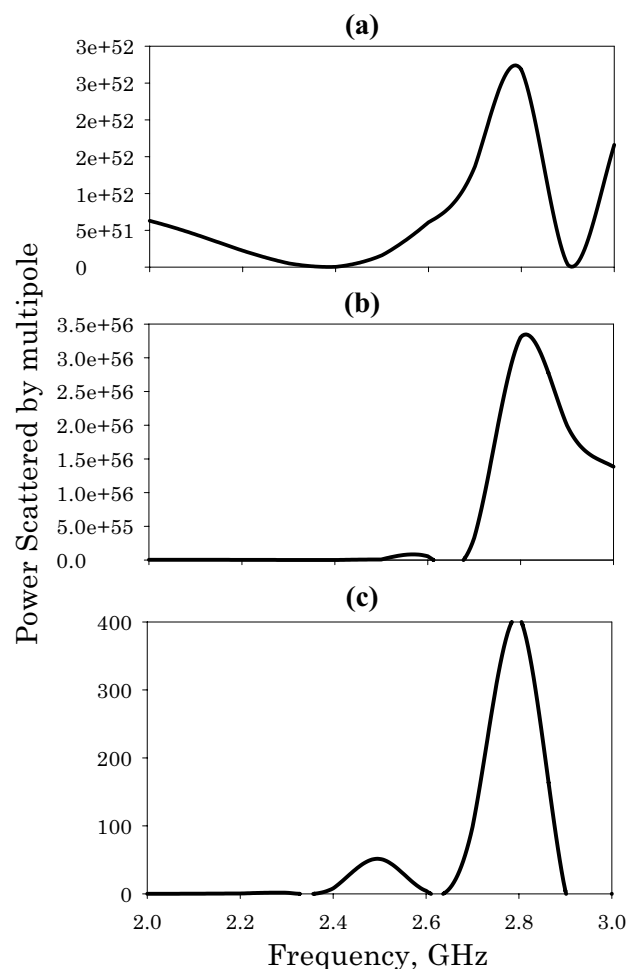 (a)
3e+52
3e+52
2e+52
2e+52
1e+52
5e+51
0
(b)
3.5e+56
3.0e+56
2.5e+56
2.0e+56
1.5e+56
1.0e+56
5.0e+55
0.0
Power Scattered by multipole
(c)
400
300
200
100
0
2.0 2.2 2.4 2.6 2.8 3.0
Frequency, GHz